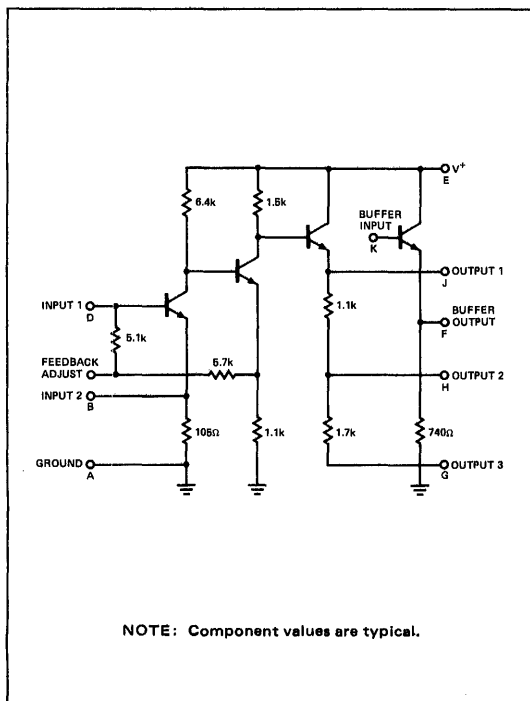 V+
E
6.4k
1.5k
BUFFER
INPUT
K
OUTPUT 1
J
INPUT 1
D
5.1k
1.1k
BUFFER
OUTPUT
F
FEEDBACK
ADJUST
5.7k
OUTPUT 2
H
INPUT 2
B
105Ω
1.1k
1.7k
740Ω
GROUND
A
OUTPUT 3
G
NOTE: Component values are typical.